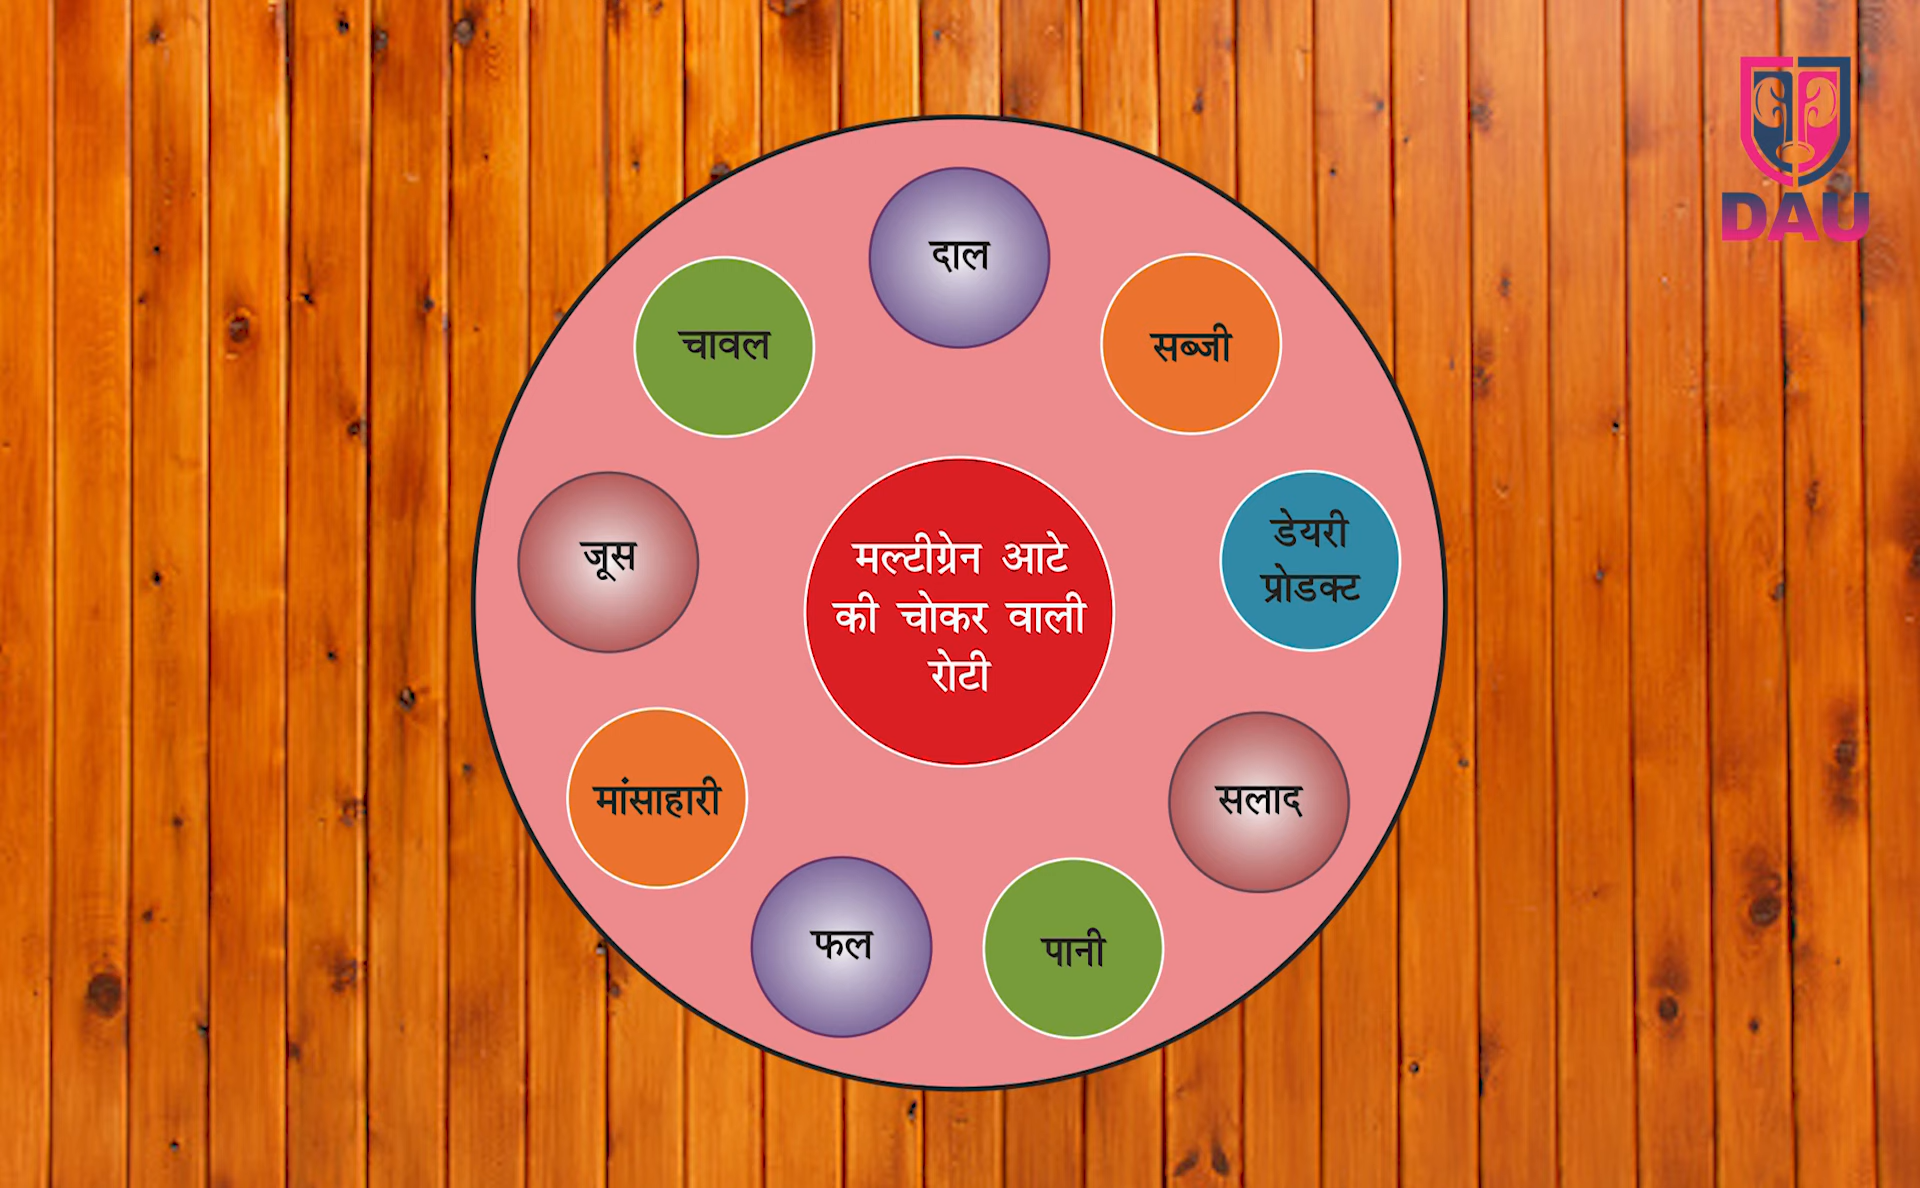 DAU
दाल
चावल
सब्जी
जूस
मल्टीग्रेन आटे
की चोकर वाली
रोटी
डेयरी
प्रोडक्ट
मांसाहारी
सलाद
फल
पानी